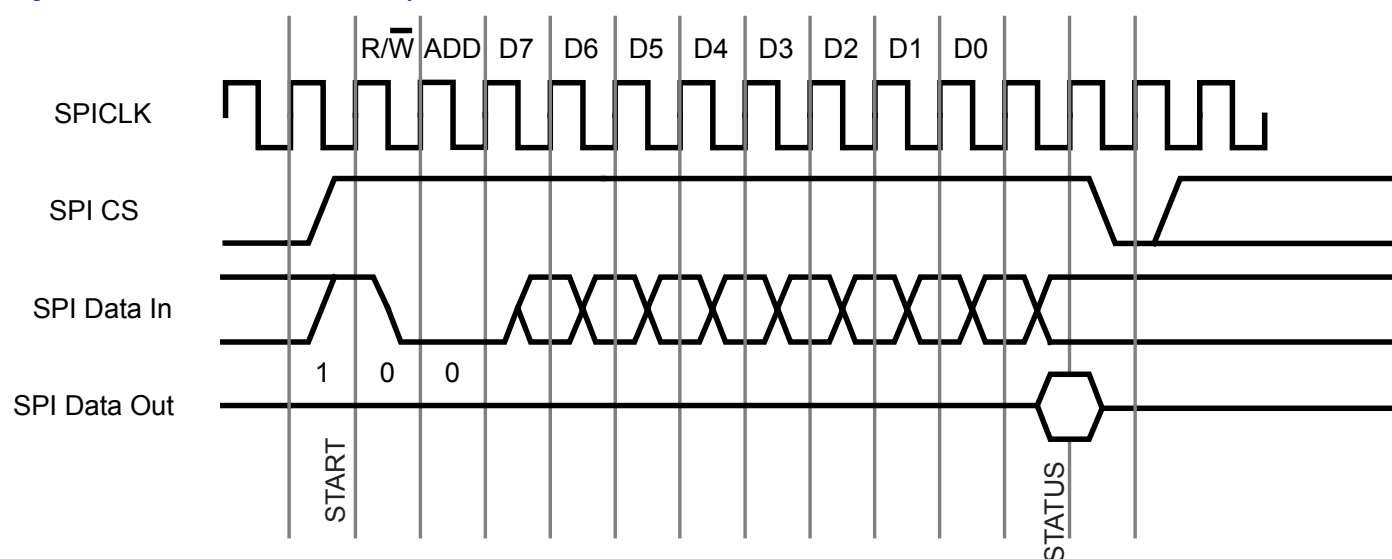 R/W ADD D7 D6 D5 D4 D3 D2 D1 D0
SPICLK
SPI CS
SPI Data In
1 0 0
SPI Data Out
START
STATUS